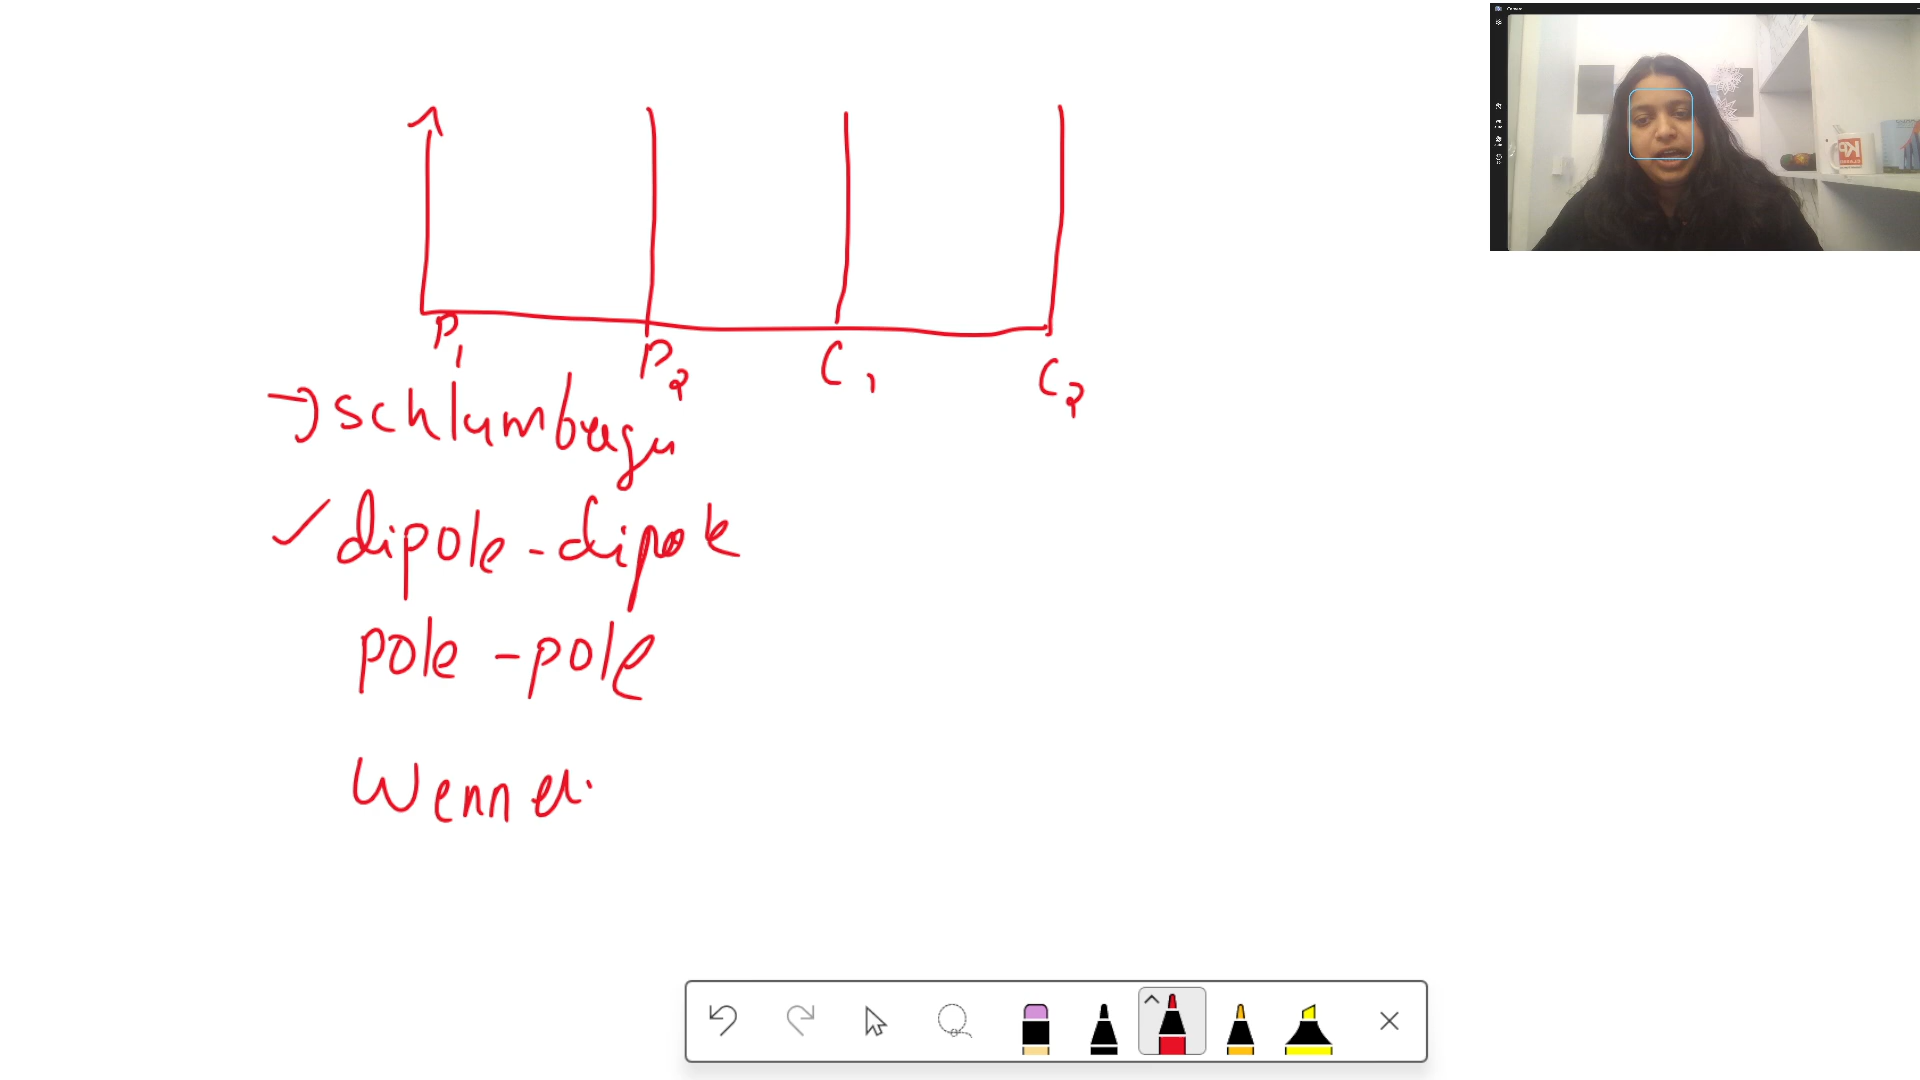 P1
P2
C1
C2
schlumberger
dipole-dipole
pole-pole
Wenner